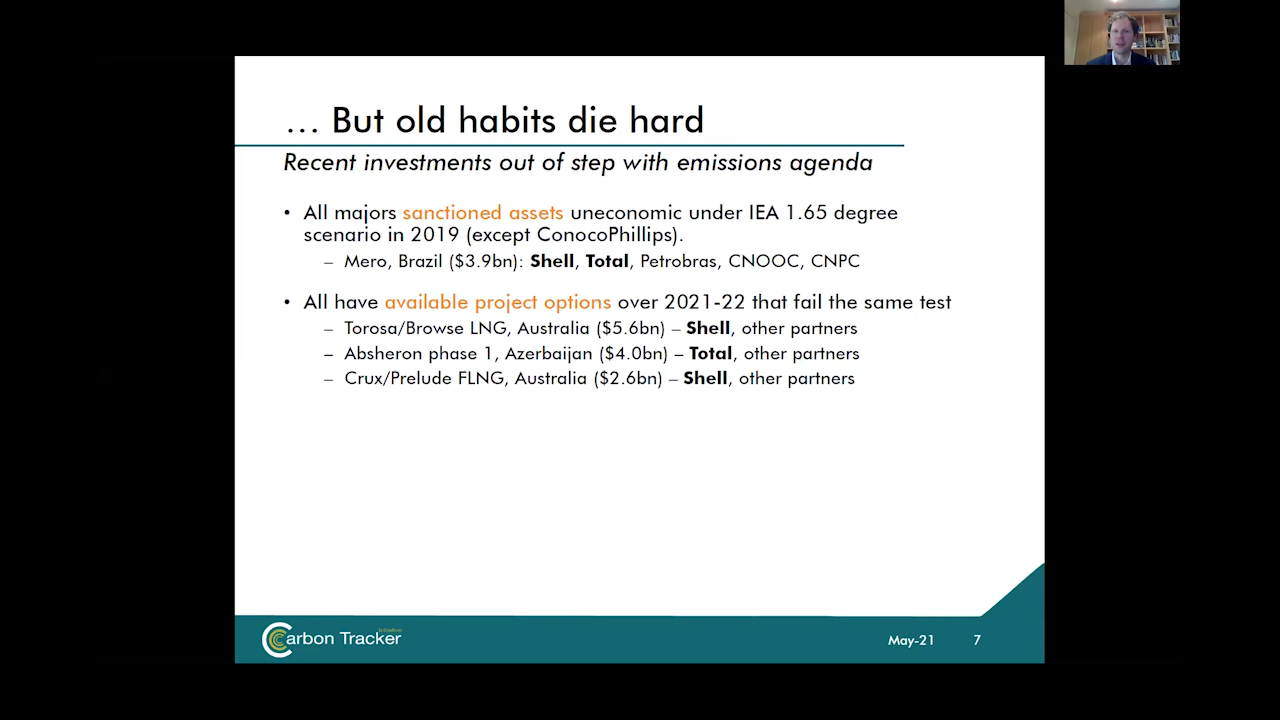 ... But old habits die hard
Recent investments out of step with emissions agenda
• All majors sanctioned assets uneconomic under IEA 1.65 degree
scenario in 2019 (except ConocoPhillips).
– Mero, Brazil ($3.9bn): Shell, Total, Petrobras, CNOOC, CNPC
• All have available project options over 2021-22 that fail the same test
– Torosa/Browse LNG, Australia ($5.6bn) – Shell, other partners
– Absheron phase 1, Azerbaijan ($4.0bn) – Total, other partners
– Crux/Prelude FLNG, Australia ($2.6bn) – Shell, other partners
Carbon Tracker
May-21 7